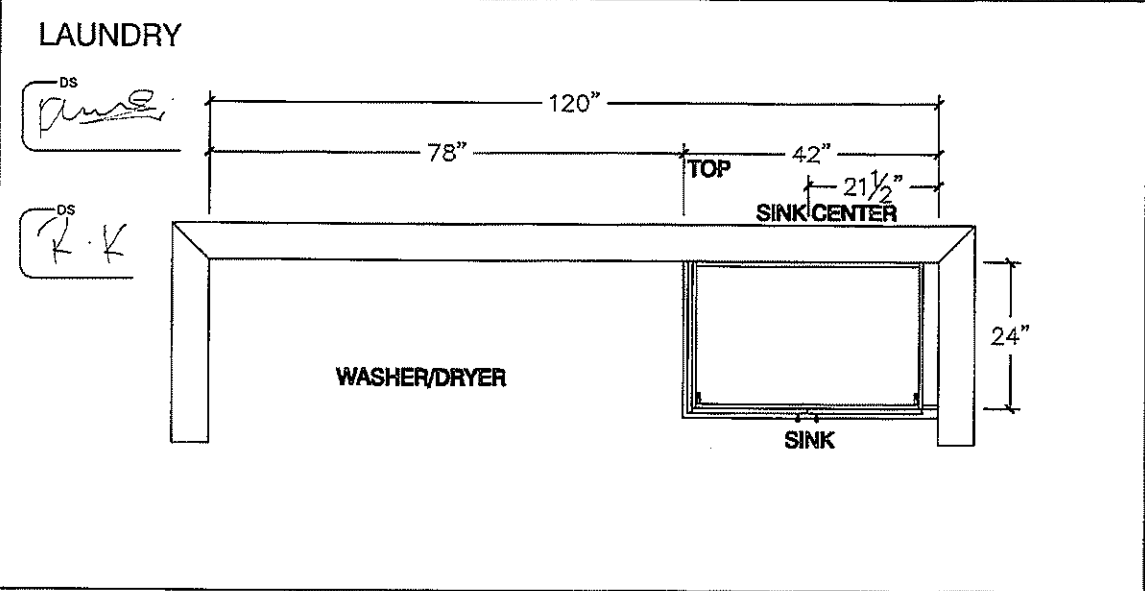 LAUNDRY
DS
120"
78"
42"
TOP
21½"
SINK CENTER
DS
R.K
24"
WASHER/DRYER
SINK